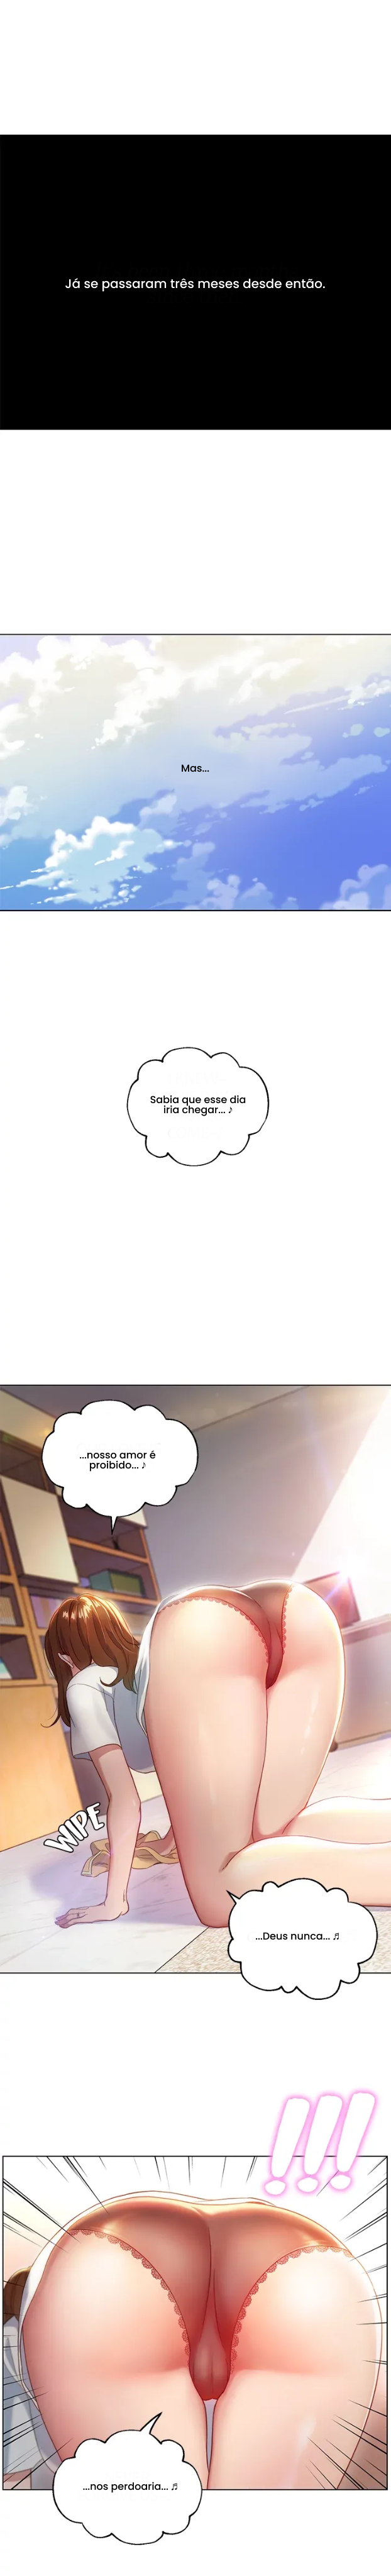 Já se passaram três meses desde então.
Mas...
Sabia que esse dia
iria chegar... ♪
...nosso amor é
proibido... ♪
WIPE
...Deus nunca... ♬
!!!
...nos perdoaria... ♬